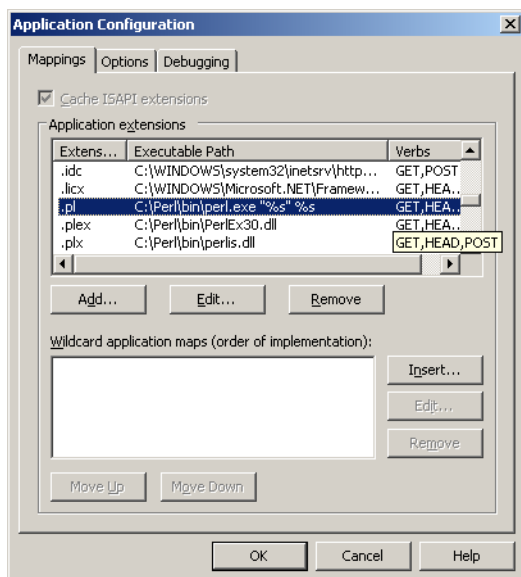 Application Configuration
Mappings Options Debugging
Cache ISAPI extensions
Application extensions
Extens... Executable Path Verbs
.idc C:\WINDOWS\system32\inetsrv\http... GET,POST
.licx C:\WINDOWS\Microsoft.NET\Framew... GET,HEA...
.pl C:\Perl\bin\perl.exe "%s" %s GET,HEA...
.plex C:\Perl\bin\PerlEx30.dll GET,HEA...
.plx C:\Perl\bin\perlis.dll GET,HEAD,POST
Add... Edit... Remove
Wildcard application maps (order of implementation):
Insert...
Edit...
Remove
Move Up Move Down
OK Cancel Help